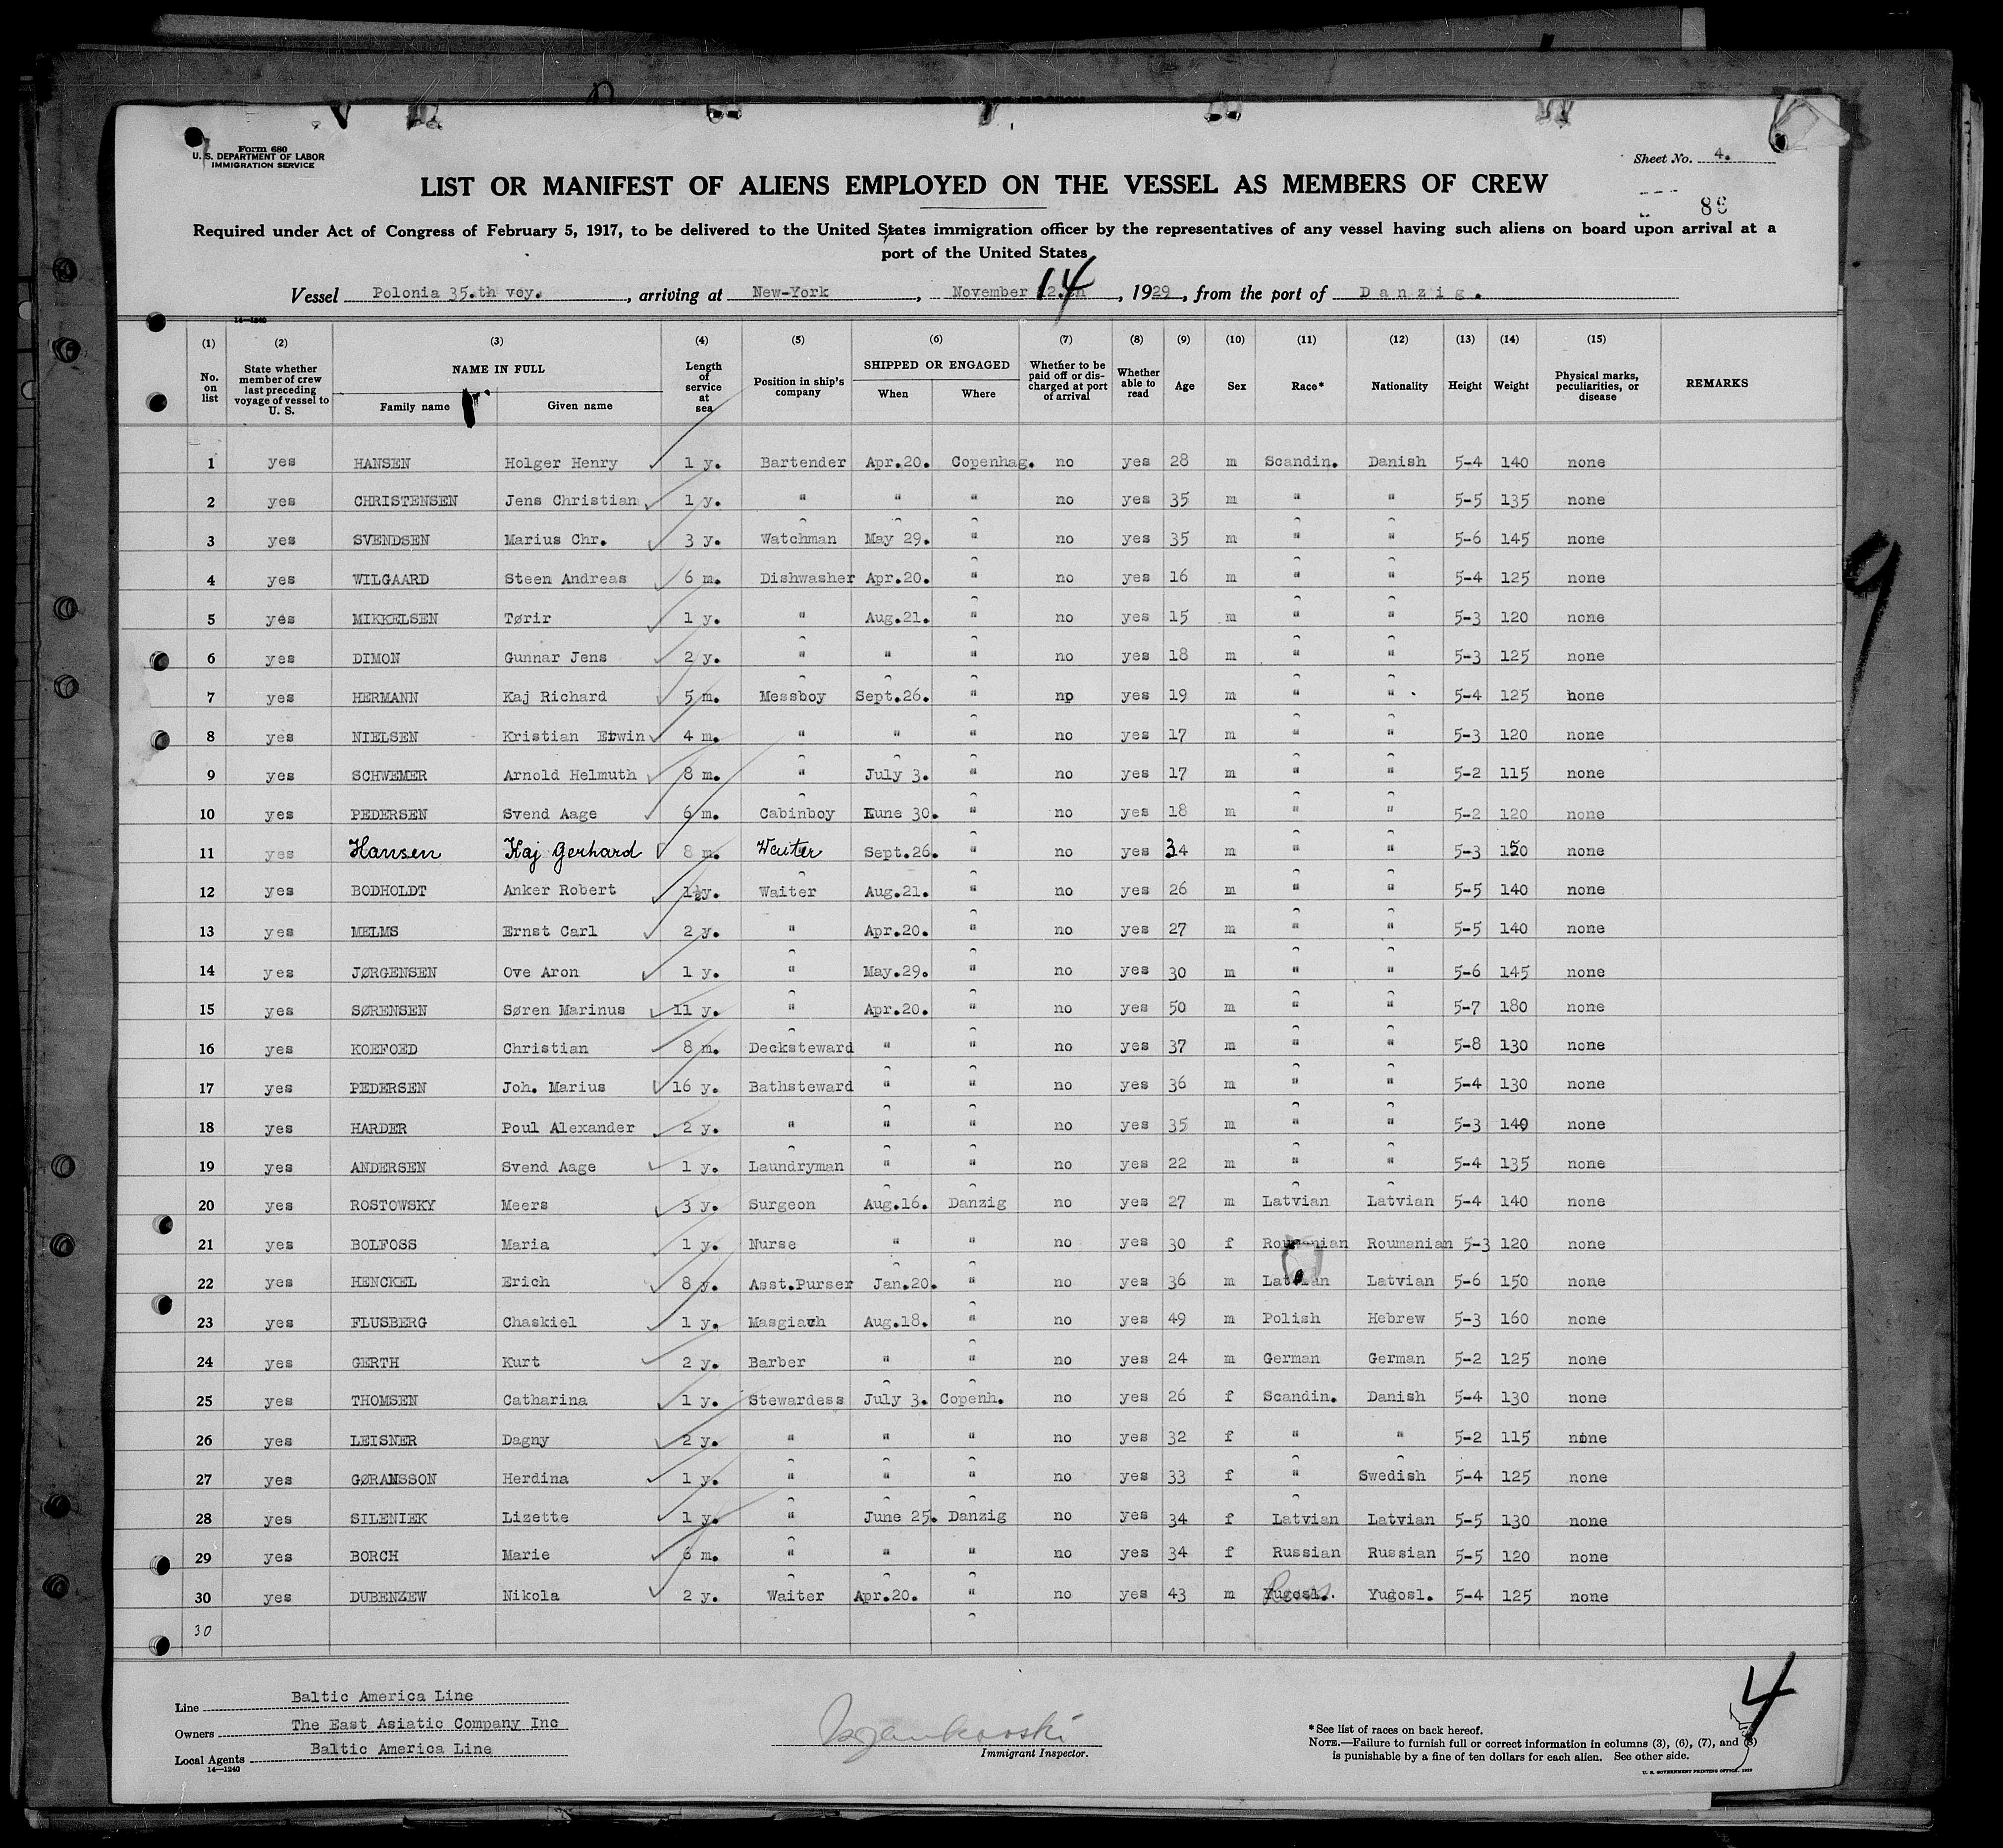 Form 680
U. S. DEPARTMENT OF LABOR
IMMIGRATION SERVICE
Sheet No. 4.
LIST OR MANIFEST OF ALIENS EMPLOYED ON THE VESSEL AS MEMBERS OF CREW
86
Required under Act of Congress of February 5, 1917, to be delivered to the United States immigration officer by the representatives of any vessel having such aliens on board upon arrival at a
port of the United States
Vessel Polonia 35.th voy. , arriving at New-York , November 14 , 1929 , from the port of Danzig.
14—1240
(1) (2) (3) (4) (5) (6) (7) (8) (9) (10) (11) (12) (13) (14) (15)
No. on list State whether member of crew last preceding voyage of vessel to U. S. NAME IN FULL Family name Given name Length of service at sea Position in ship's company SHIPPED OR ENGAGED When Where Whether to be paid off or discharged at port of arrival Whether able to read Age Sex Race* Nationality Height Weight Physical marks, peculiarities, or disease REMARKS
1 yes HANSEN Holger Henry 1 y. Bartender Apr.20. Copenhag. no yes 28 m Scandin. Danish 5-4 140 none
2 yes CHRISTENSEN Jens Christian 1 y. " " " no yes 35 m " " 5-5 135 none
3 yes SVENDSEN Marius Chr. 3 y. Watchman May 29. " no yes 35 m " " 5-6 145 none
4 yes WILGAARD Steen Andreas 6 m. Dishwasher Apr.20. " no yes 16 m " " 5-4 125 none
5 yes MIKKELSEN Tørir 1 y. " Aug.21. " no yes 15 m " " 5-3 120 none
6 yes DIMON Gunnar Jens 2 y. " " " no yes 18 m " " 5-3 125 none
7 yes HERMANN Kaj Richard 5 m. Messboy Sept.26. " no yes 19 m " " 5-4 125 none
8 yes NIELSEN Kristian Erwin 4 m. " " " no yes 17 m " " 5-3 120 none
9 yes SCHWEMER Arnold Helmuth 8 m. " July 3. " no yes 17 m " " 5-2 115 none
10 yes PEDERSEN Svend Aage 6 m. Cabinboy June 30. " no yes 18 m " " 5-2 120 none
11 yes Hansen Kaj Gerhard 8 m. Waiter Sept.26. " no yes 34 m " " 5-3 150 none
12 yes BODHOLDT Anker Robert 1½y. Waiter Aug.21. " no yes 26 m " " 5-5 140 none
13 yes MELMS Ernst Carl 2 y. " Apr.20. " no yes 27 m " " 5-5 140 none
14 yes JØRGENSEN Ove Aron 1 y. " May.29. " no yes 30 m " " 5-6 145 none
15 yes SØRENSEN Søren Marinus 11 y. " Apr.20. " no yes 50 m " " 5-7 180 none
16 yes KOEFOED Christian 8 m. Decksteward " " no yes 37 m " " 5-8 130 none
17 yes PEDERSEN Joh. Marius 16 y. Bathsteward " " no yes 36 m " " 5-4 130 none
18 yes HARDER Poul Alexander 2 y. " " " no yes 35 m " " 5-3 140 none
19 yes ANDERSEN Svend Aage 1 y. Laundryman " " no yes 22 m " " 5-4 135 none
20 yes ROSTOWSKY Meers 3 y. Surgeon Aug.16. Danzig no yes 27 m Latvian Latvian 5-4 140 none
21 yes BOLFOSS Maria 1 y. Nurse " " no yes 30 f Roumanian Roumanian 5-3 120 none
22 yes HENCKEL Erich 8 y. Asst.Purser Jan.20. " no yes 36 m Latvian Latvian 5-6 150 none
23 yes FLUSBERG Chaskiel 1 y. Masgiach Aug.18. " no yes 49 m Polish Hebrew 5-3 160 none
24 yes GERTH Kurt 2 y. Barber " " no yes 24 m German German 5-2 125 none
25 yes THOMSEN Catharina 1 y. Stewardess July 3. Copenh. no yes 26 f Scandin. Danish 5-4 130 none
26 yes LEISNER Dagny 2 y. " " " no yes 32 f " " 5-2 115 none
27 yes GØRANSSON Herdina 1 y. " " " no yes 33 f " Swedish 5-4 125 none
28 yes SILENIEK Lizette 1 y. " June 25. Danzig no yes 34 f Latvian Latvian 5-5 130 none
29 yes BORCH Marie 6 m. " " " no yes 34 f Russian Russian 5-5 120 none
30 yes DUBENZEW Nikola 2 y. Waiter Apr.20. " no yes 43 m Yugosl. Yugosl. 5-4 125 none
30
9
4
Line Baltic America Line
Owners The East Asiatic Company Inc
Local Agents Baltic America Line
14—1240
Immigrant Inspector.
*See list of races on back hereof.
NOTE.—Failure to furnish full or correct information in columns (3), (6), (7), and (8)
is punishable by a fine of ten dollars for each alien. See other side.
U. S. GOVERNMENT PRINTING OFFICE: 1929